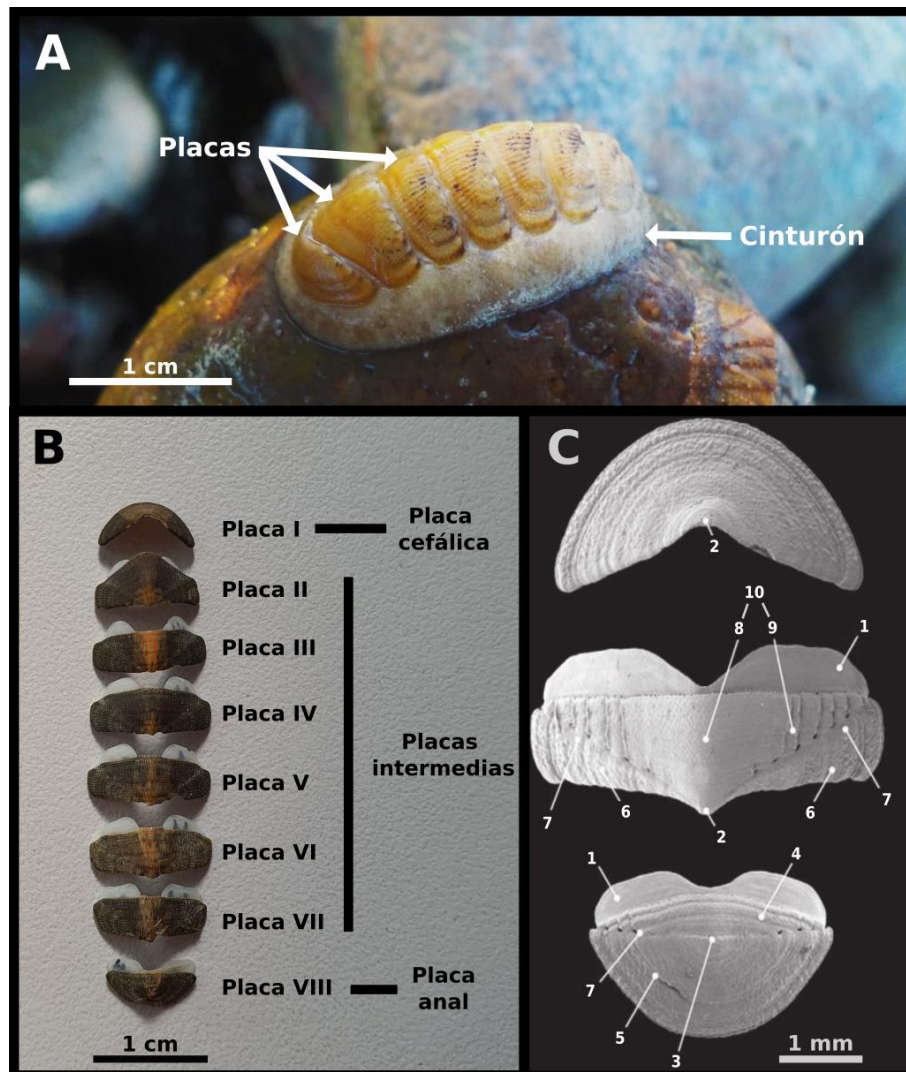 A
Placas
Cinturón
1 cm
B
Placa I
Placa
cefálica
Placa II
Placa III
Placa IV
Placa V
Placas
intermedias
Placa VI
Placa VII
Placa VIII
Placa
anal
1 cm
C
2
10
8
9
1
7
6
2
6
7
1
4
7
5
3
1 mm